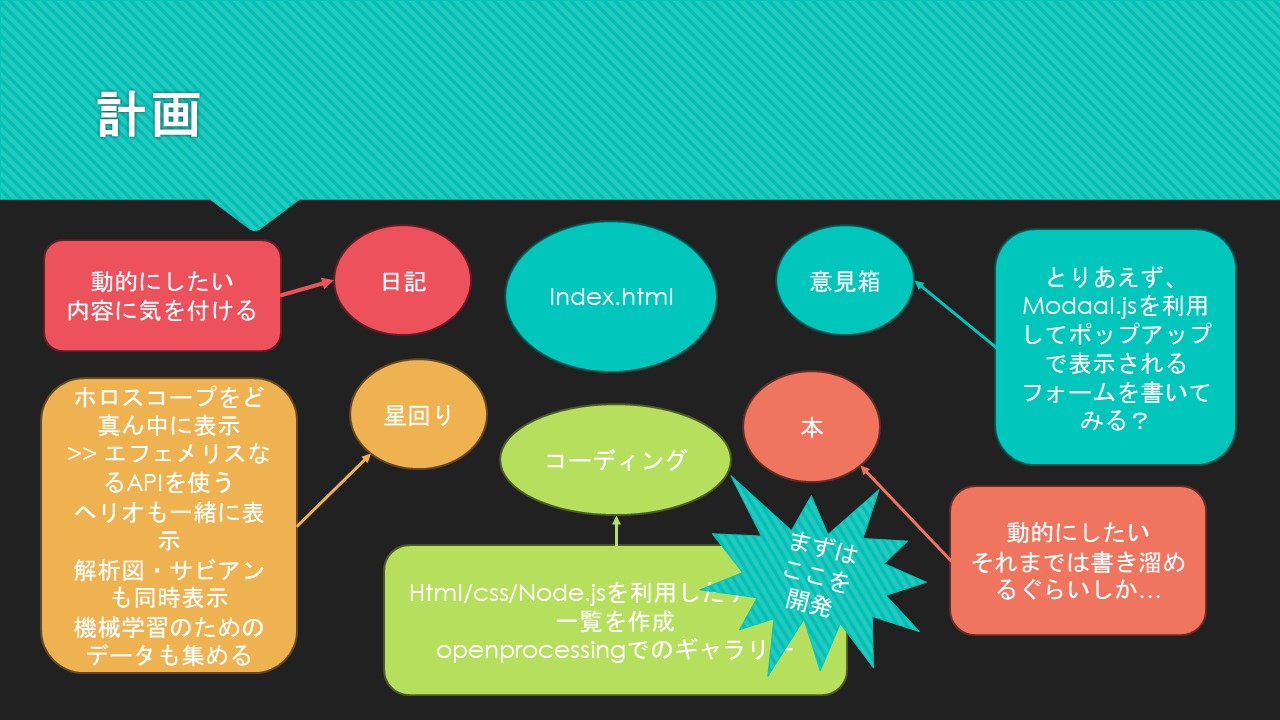 計画
動的にしたい
内容に気を付ける
日記
Index.html
意見箱
とりあえず、
Modaal.jsを利用
してポップアップ
で表示される
フォームを書いて
みる？
ホロスコープをど
真ん中に表示
>> エフェメリスな
るAPIを使う
ヘリオも一緒に表
示
解析図・サビアン
も同時表示
機械学習のための
データも集める
星回り
コーディング
本
Html/css/Node.jsを利用した
一覧を作成
openprocessingでのギャラリー
まずは
ここを
開発
動的にしたい
それまでは書き溜め
るぐらいしか…